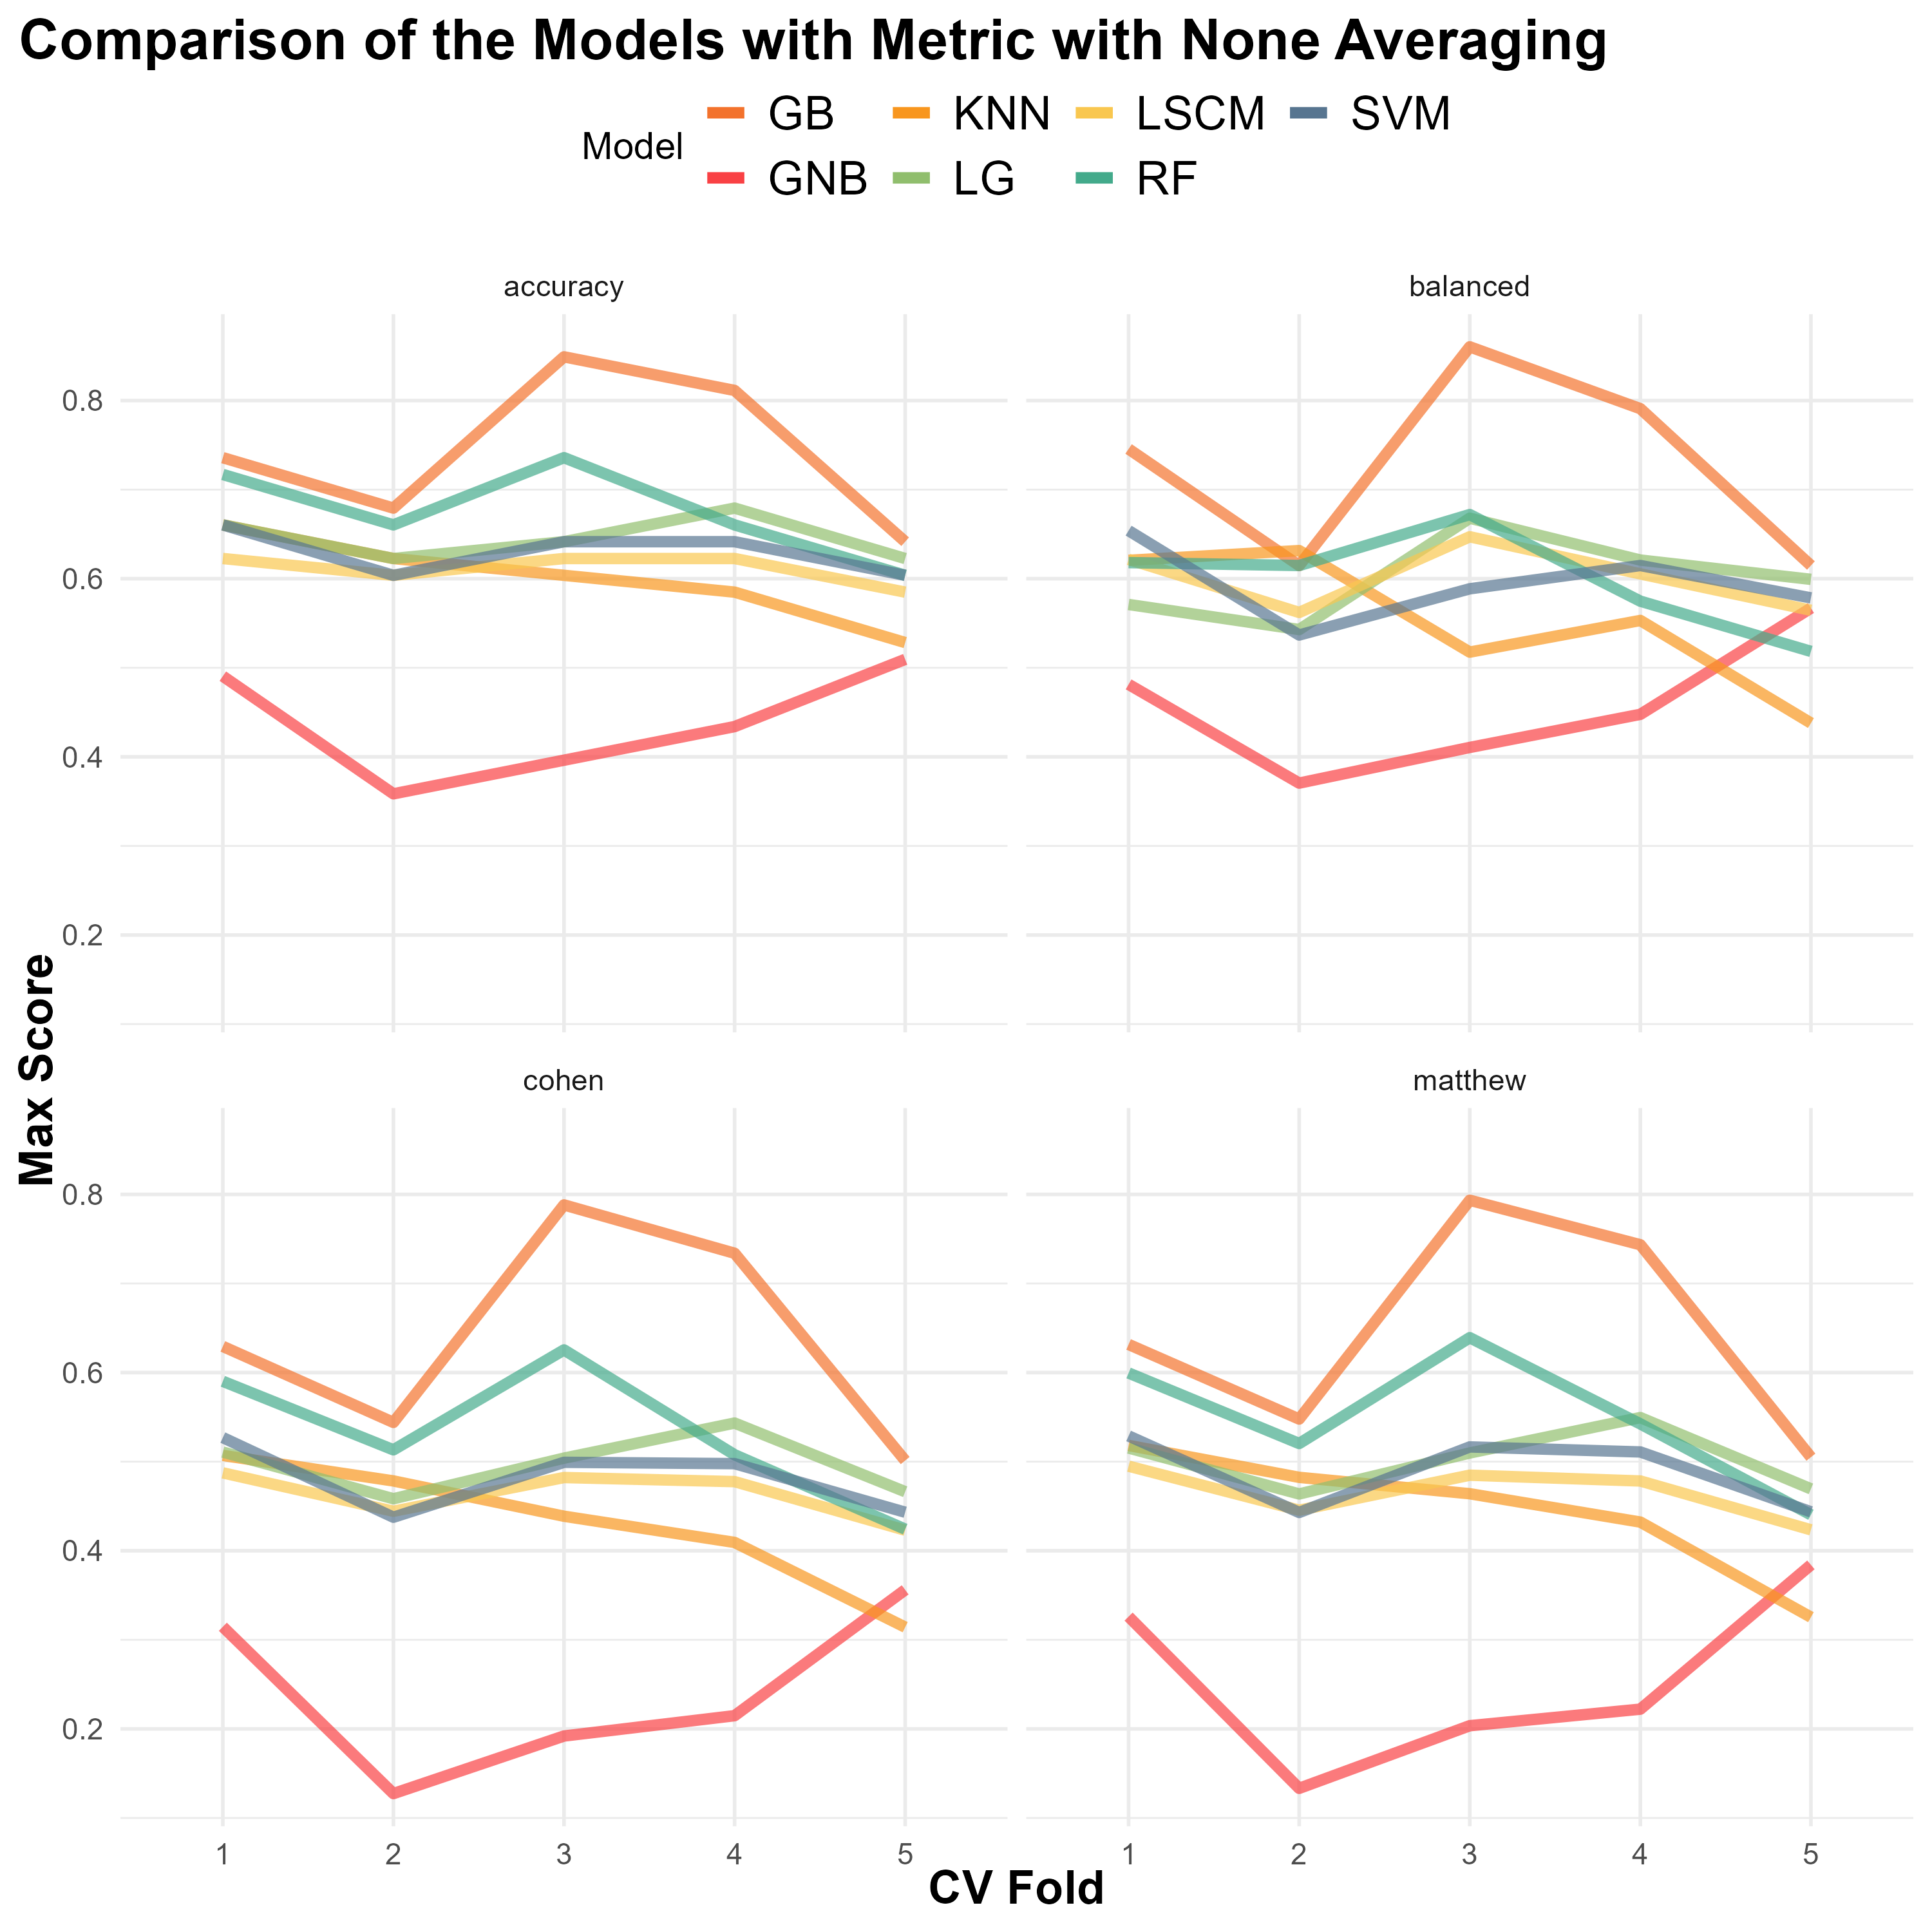 Comparison of the Models with Metric with None Averaging
Model
GB
KNN
LSCM
SVM
GNB
LG
RF
accuracy
balanced
0.8
0.6
0.4
0.2
Max Score
cohen
matthew
0.8
0.6
0.4
0.2
1 2 3 4 5
1 2 3 4 5
CV Fold